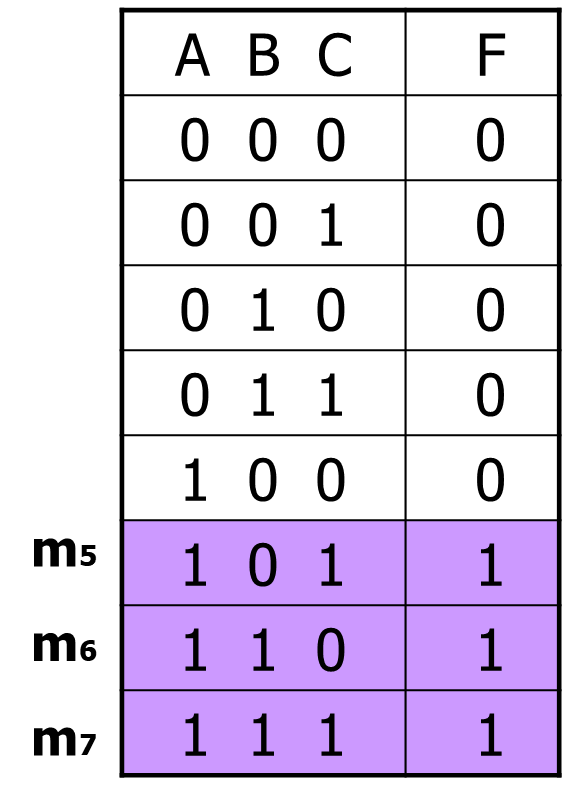 A B C F
0 0 0 0
0 0 1 0
0 1 0 0
0 1 1 0
1 0 0 0
m5 1 0 1 1
m6 1 1 0 1
m7 1 1 1 1